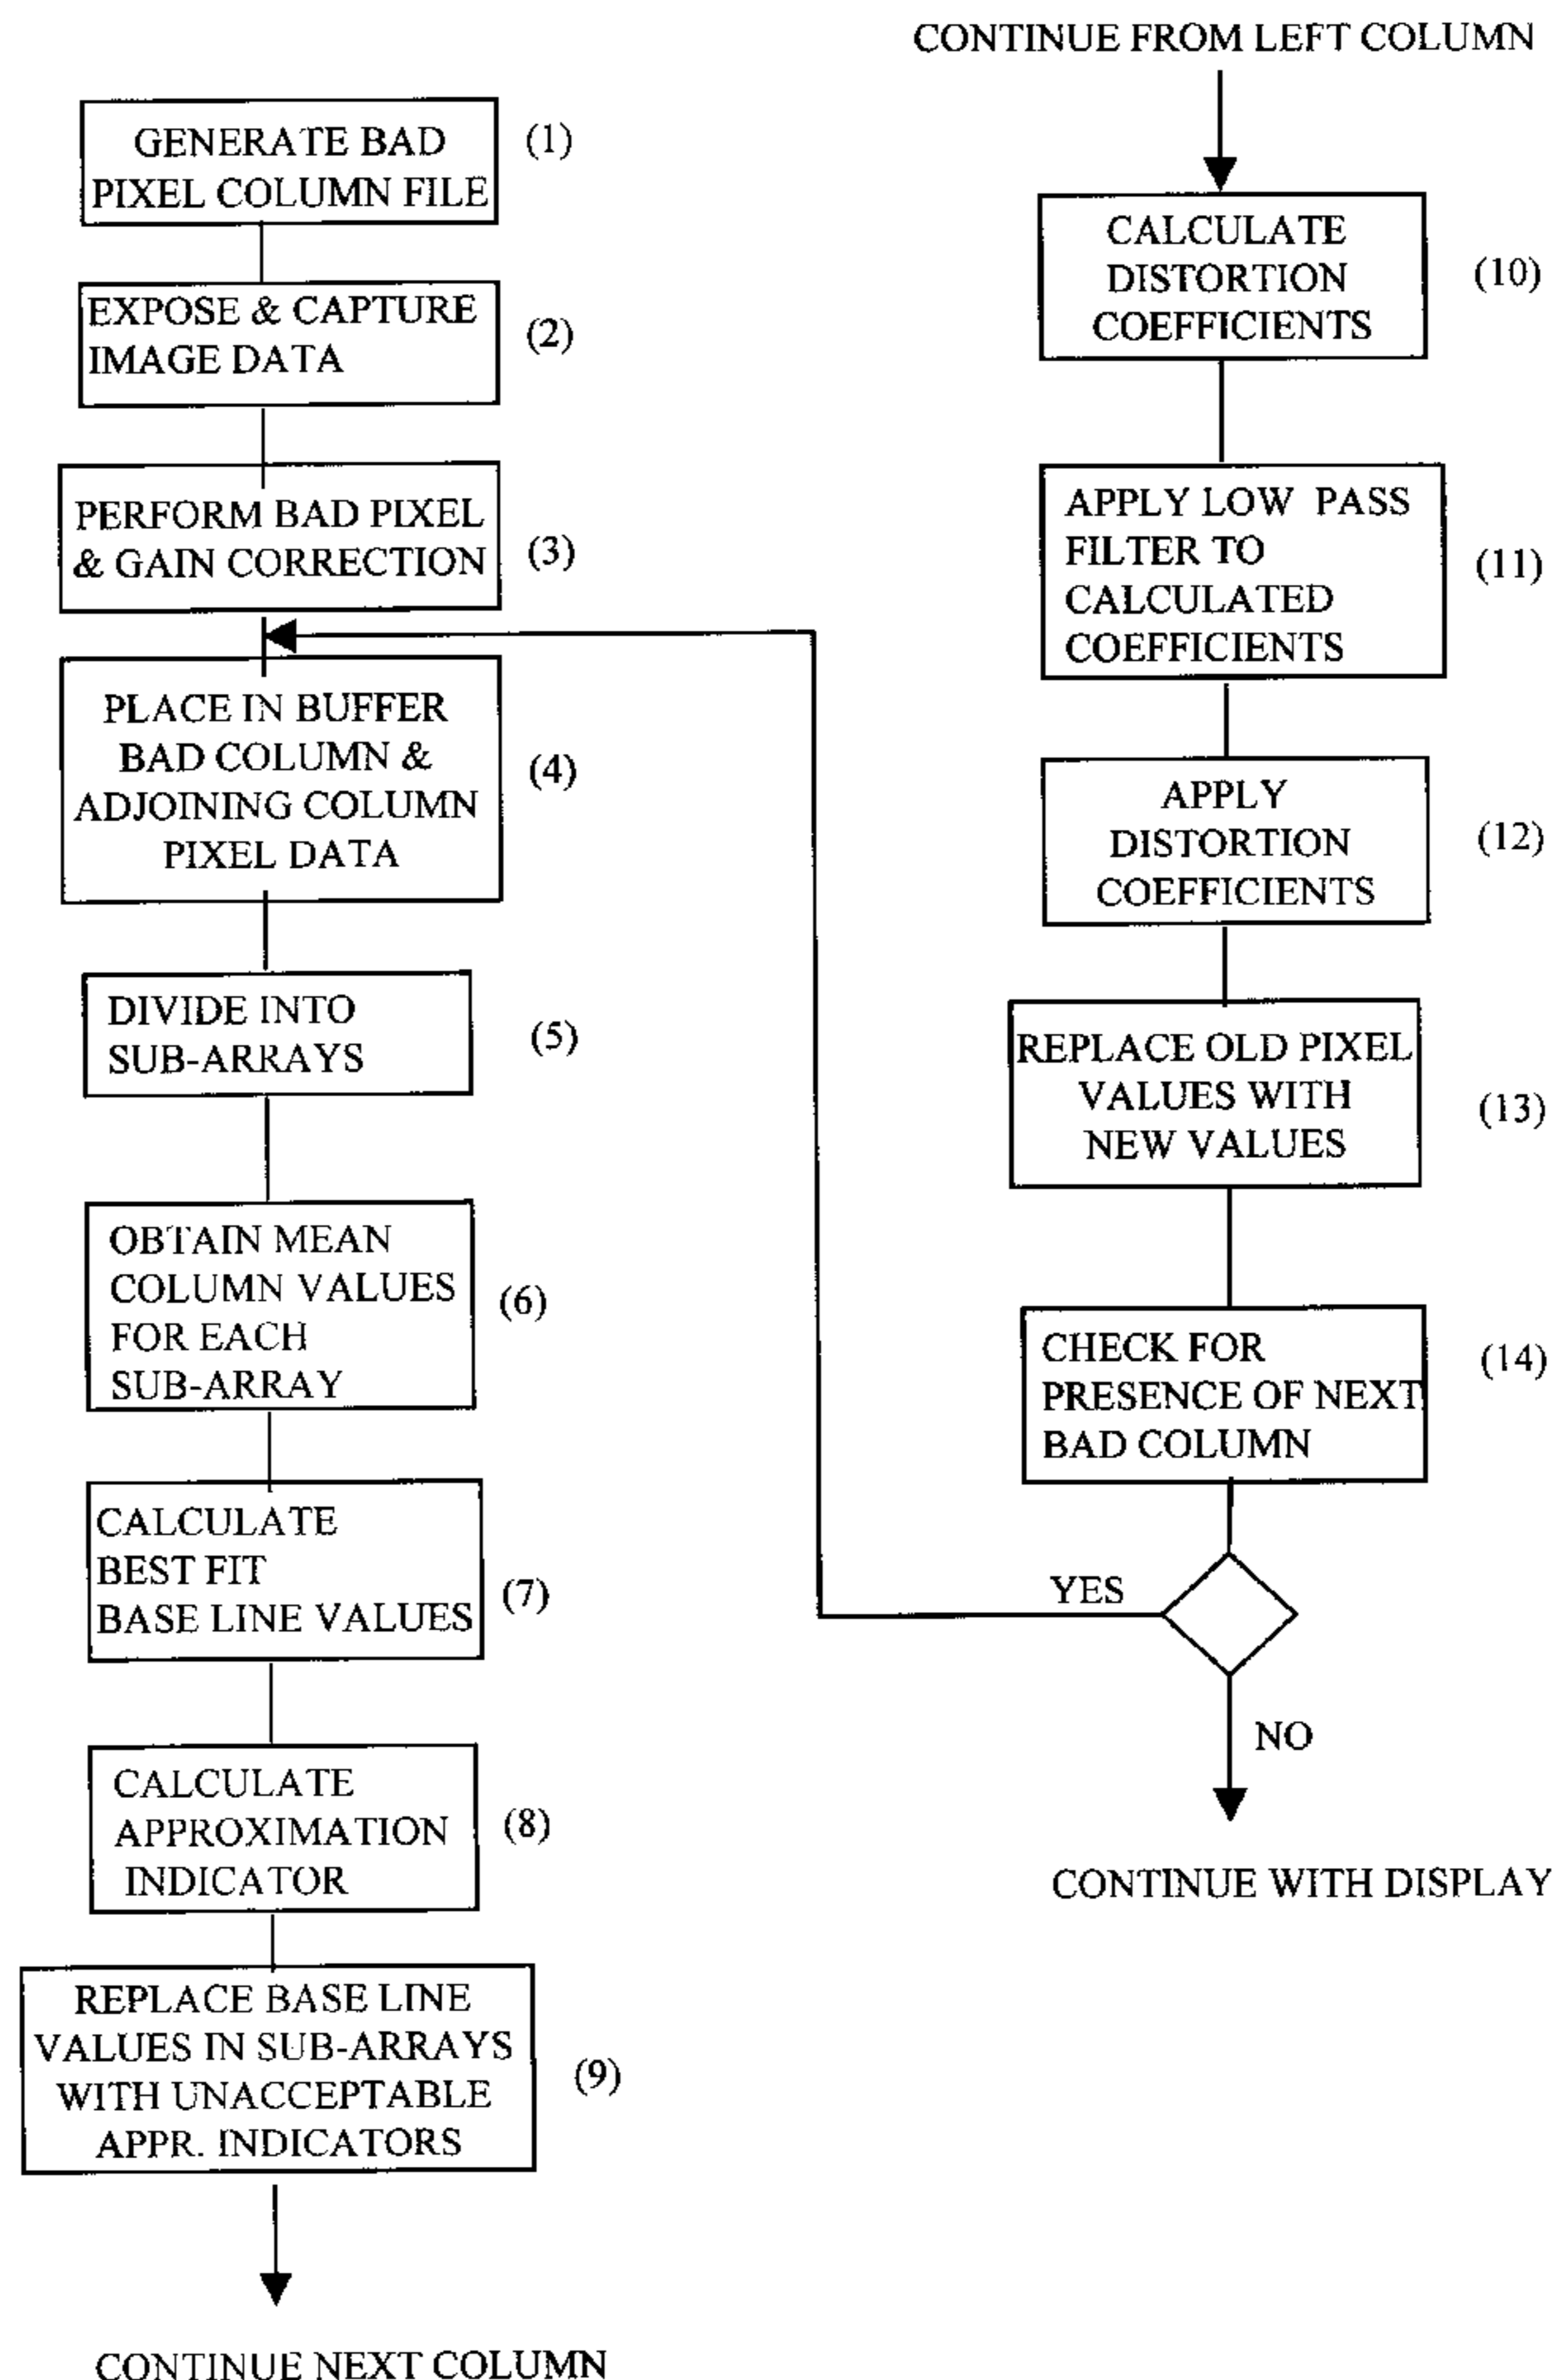 GENERATE BAD
PIXEL COLUMN FILE
(1)
EXPOSE & CAPTURE
IMAGE DATA
(2)
PERFORM BAD PIXEL
& GAIN CORRECTION
(3)
PLACE IN BUFFER
BAD COLUMN &
ADJOINING COLUMN
PIXEL DATA
(4)
DIVIDE INTO
SUB-ARRAYS
(5)
OBTAIN MEAN
COLUMN VALUES
FOR EACH
SUB-ARRAY
(6)
CALCULATE
BEST FIT
BASE LINE VALUES
(7)
CALCULATE
APPROXIMATION
INDICATOR
(8)
REPLACE BASE LINE
VALUES IN SUB-ARRAYS
WITH UNACCEPTABLE
APPR. INDICATORS
(9)
CONTINUE NEXT COLUMN
CONTINUE FROM LEFT COLUMN
CALCULATE
DISTORTION
COEFFICIENTS
(10)
APPLY LOW PASS
FILTER TO
CALCULATED
COEFFICIENTS
(11)
APPLY
DISTORTION
COEFFICIENTS
(12)
REPLACE OLD PIXEL
VALUES WITH
NEW VALUES
(13)
CHECK FOR
PRESENCE OF NEXT
BAD COLUMN
(14)
YES
NO
CONTINUE WITH DISPLAY